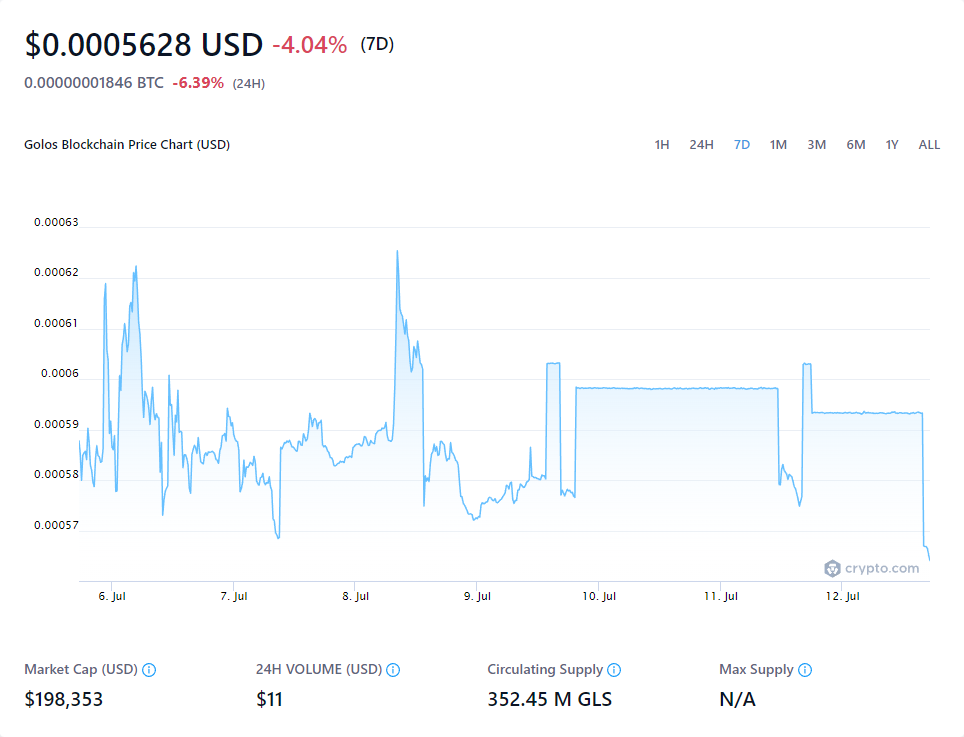 $0.0005628 USD -4.04% (7D)
0.00000001846 BTC -6.39% (24H)
Golos Blockchain Price Chart (USD)
1H 24H 7D 1M 3M 6M 1Y ALL
0.00063
0.00062
0.00061
0.0006
0.00059
0.00058
0.00057
crypto.com
6. Jul 7. Jul 8. Jul 9. Jul 10. Jul 11. Jul 12. Jul
Market Cap (USD) 24H VOLUME (USD) Circulating Supply Max Supply
$198,353 $11 352.45 M GLS N/A